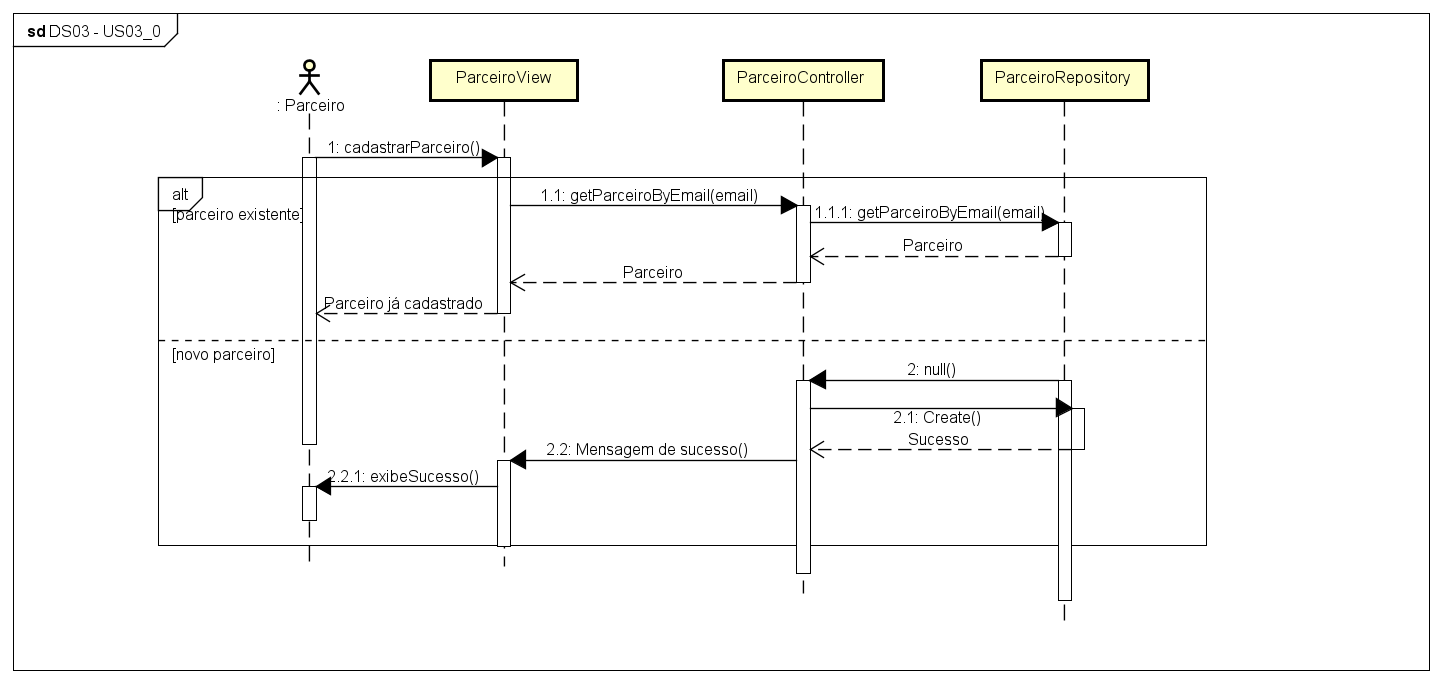 sd DS03 - US03_0
: Parceiro
ParceiroView
ParceiroController
ParceiroRepository
1: cadastrarParceiro()
alt
[parceiro existente]
1.1: getParceiroByEmail(email)
1.1.1: getParceiroByEmail(email)
Parceiro
Parceiro
Parceiro já cadastrado
[novo parceiro]
2: null()
2.1: Create()
Sucesso
2.2: Mensagem de sucesso()
2.2.1: exibeSucesso()